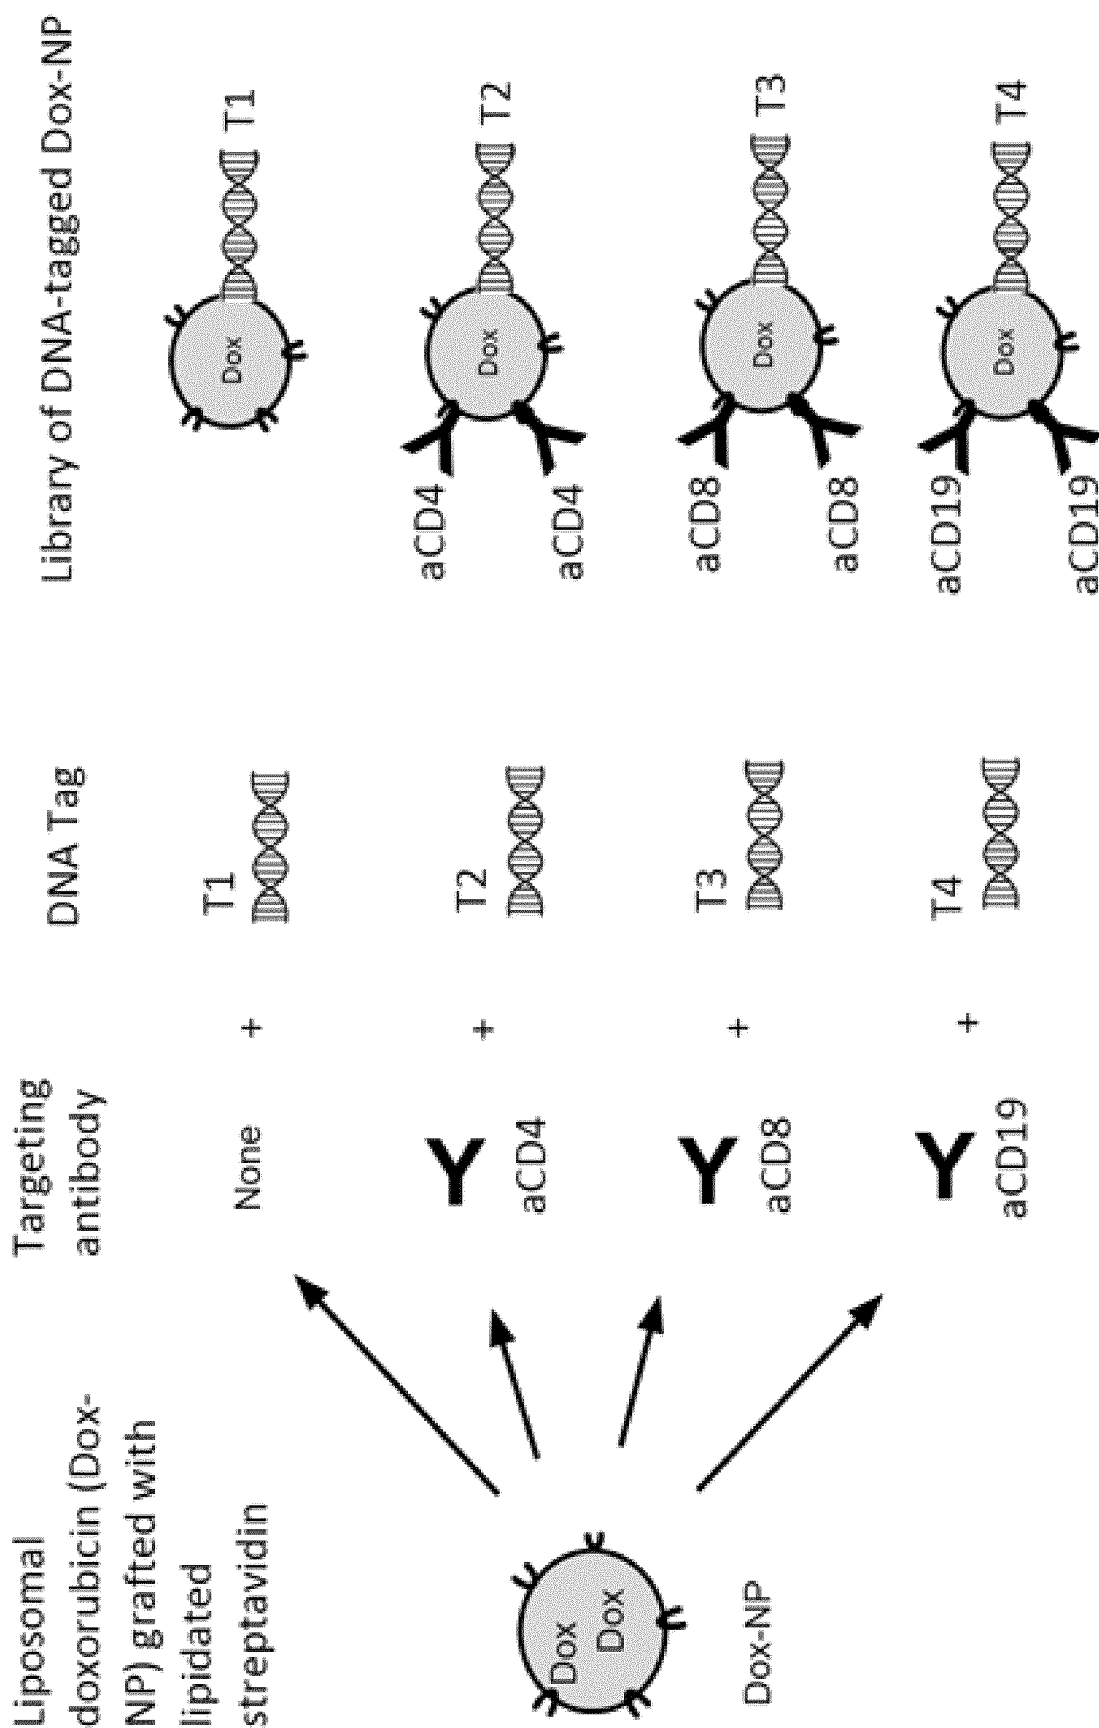 Liposomal
doxorubicin (Dox-
NP) grafted with
lipidated
streptavidin
Targeting
antibody
DNA Tag
Library of DNA-tagged Dox-NP
Dox
Dox
Dox-NP
None
+
T1
Dox
T1
aCD4
+
T2
aCD4
aCD4
Dox
T2
aCD8
+
T3
aCD8
aCD8
Dox
T3
aCD19
+
T4
aCD19
aCD19
Dox
T4